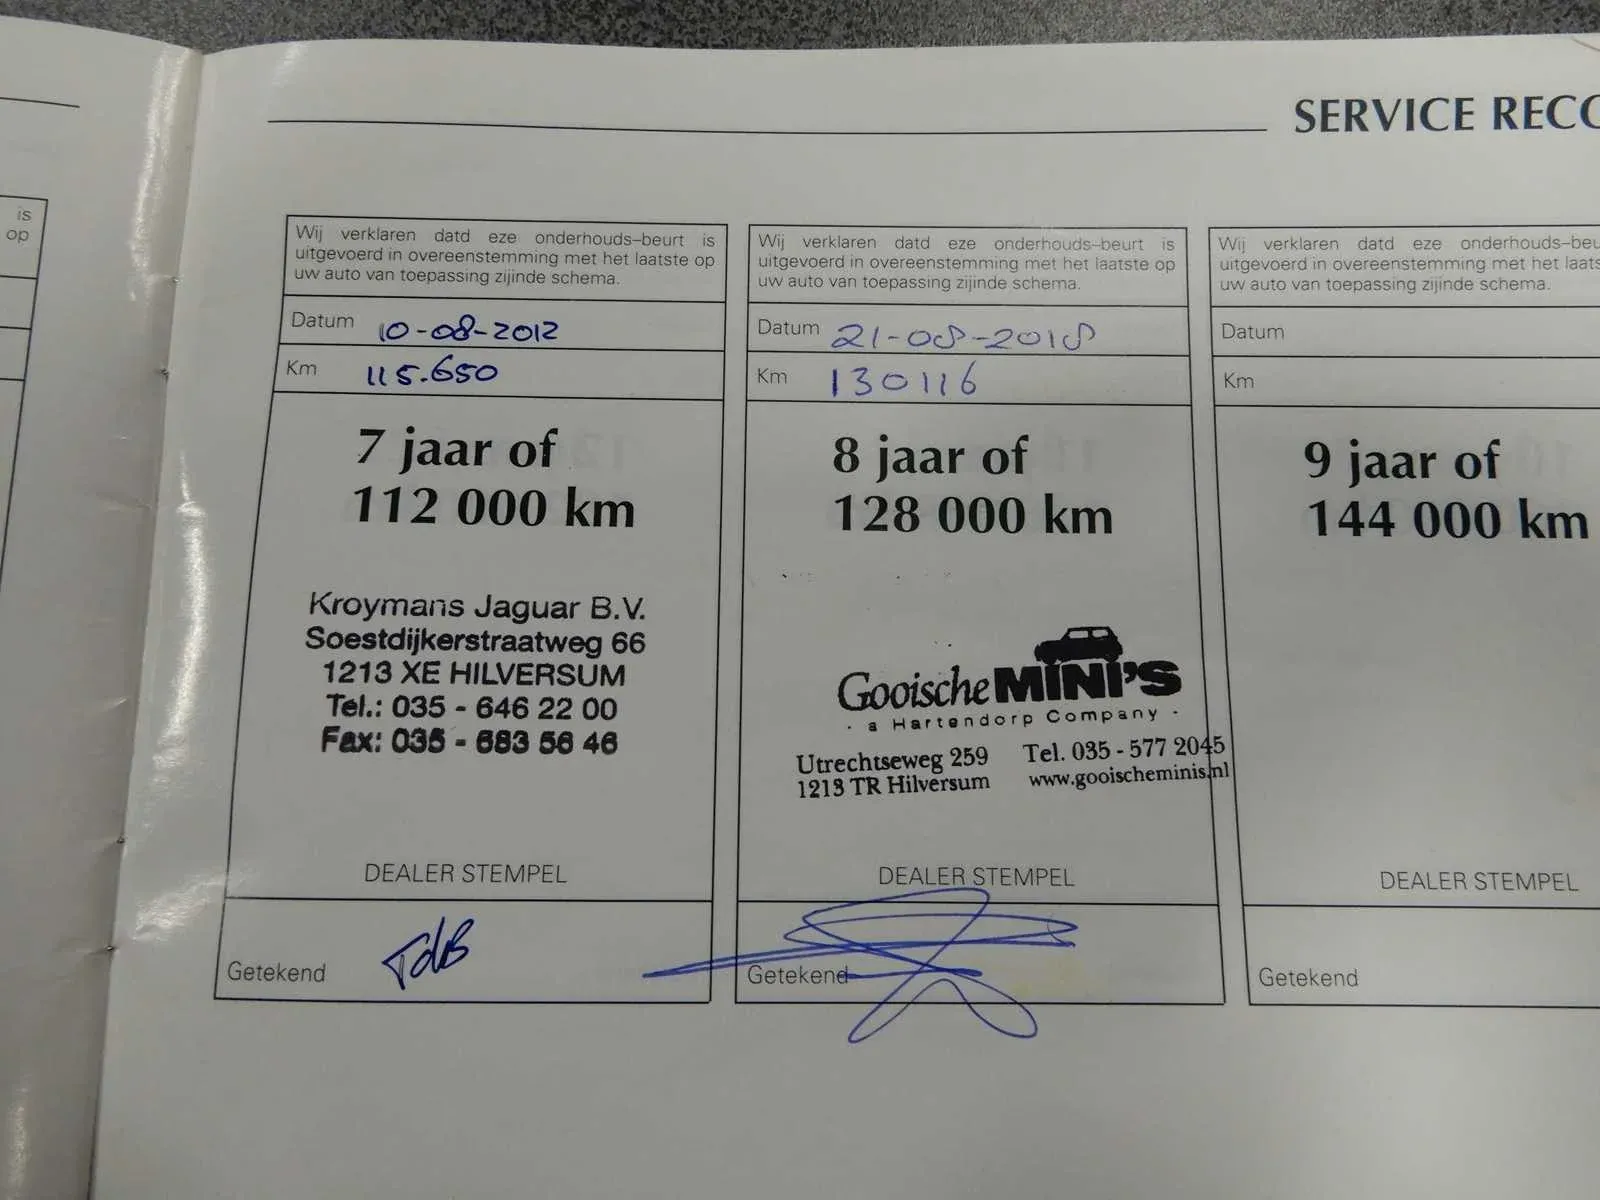 is
op
SERVICE RECO
Wij verklaren datd eze onderhouds–beurt is
uitgevoerd in overeenstemming met het laatste op
uw auto van toepassing zijinde schema.
Datum 10-08-2012
Km 115.650
7 jaar of
112 000 km
Kroymans Jaguar B.V.
Soestdijkerstraatweg 66
1213 XE HILVERSUM
Tel.: 035 - 646 22 00
Fax: 035 - 683 56 46
DEALER STEMPEL
Getekend TdB
Wij verklaren datd eze onderhouds–beurt is
uitgevoerd in overeenstemming met het laatste op
uw auto van toepassing zijinde schema.
Datum 21-08-2018
Km 130116
8 jaar of
128 000 km
Gooische MINI'S
· a Hartendorp Company ·
Utrechtseweg 259 Tel. 035 - 577 2045
1213 TR Hilversum www.gooischeminis.nl
DEALER STEMPEL
Getekend
Wij verklaren datd eze onderhouds–beu
uitgevoerd in overeenstemming met het laats
uw auto van toepassing zijinde schema.
Datum
Km
9 jaar of
144 000 km
DEALER STEMPEL
Getekend